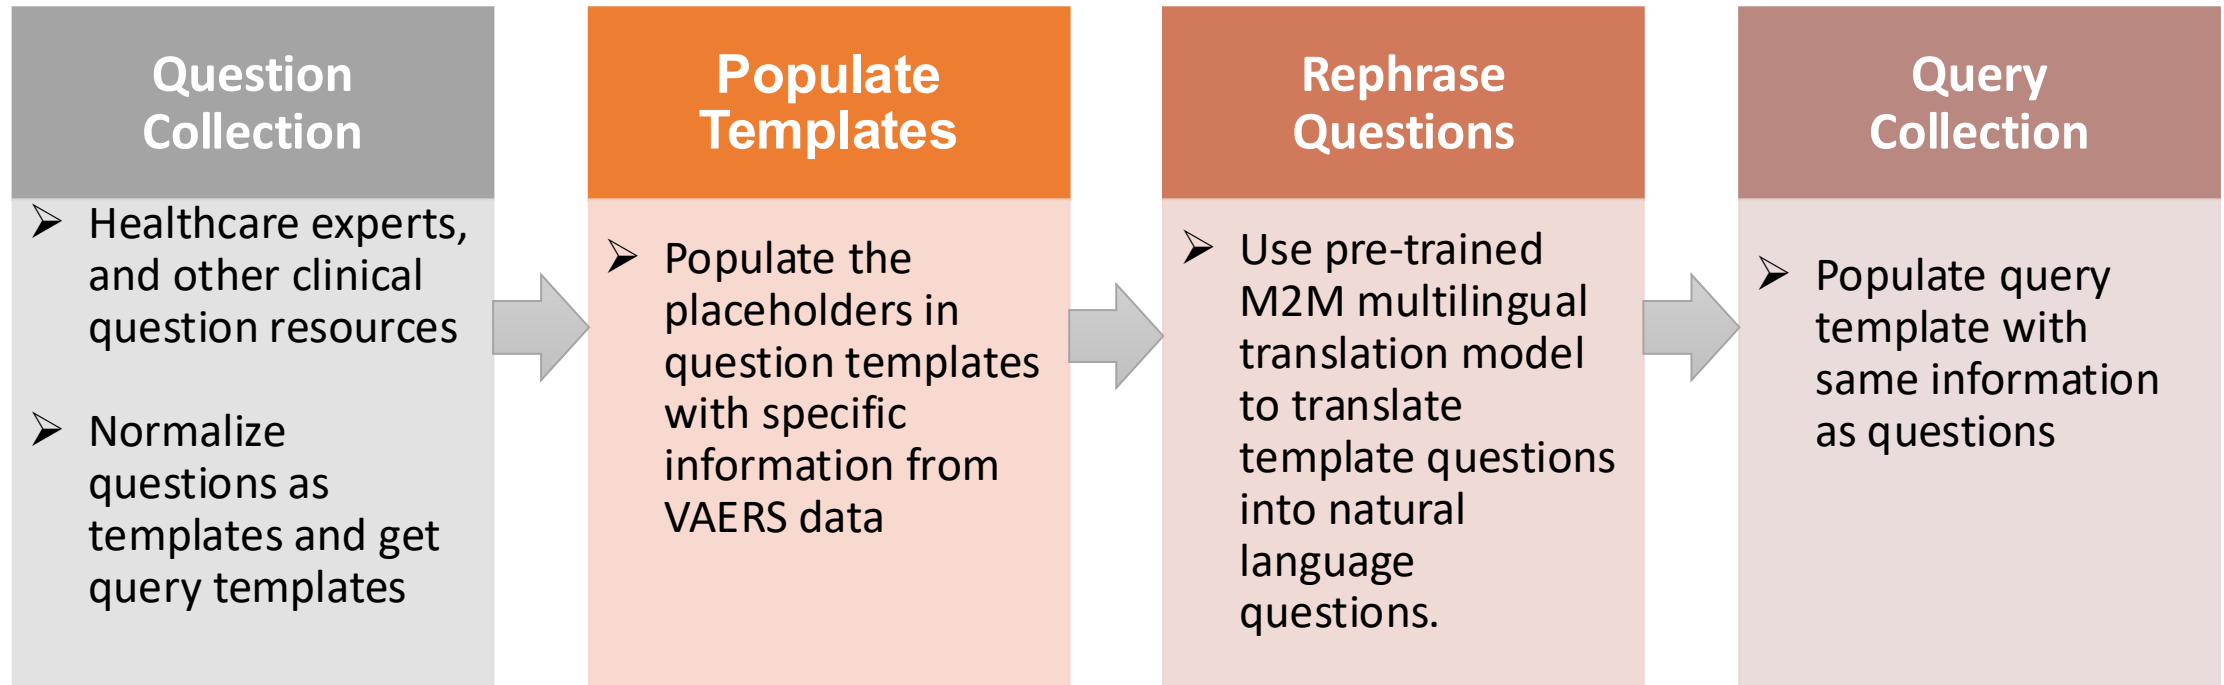 Question
Collection
➢ Healthcare experts,
and other clinical
question resources
➢ Normalize
questions as
templates and get
query templates
Populate
Templates
➢ Populate the
placeholders in
question templates
with specific
information from
VAERS data
Rephrase
Questions
➢ Use pre-trained
M2M multilingual
translation model
to translate
template questions
into natural
language
questions.
Query
Collection
➢ Populate query
template with
same information
as questions